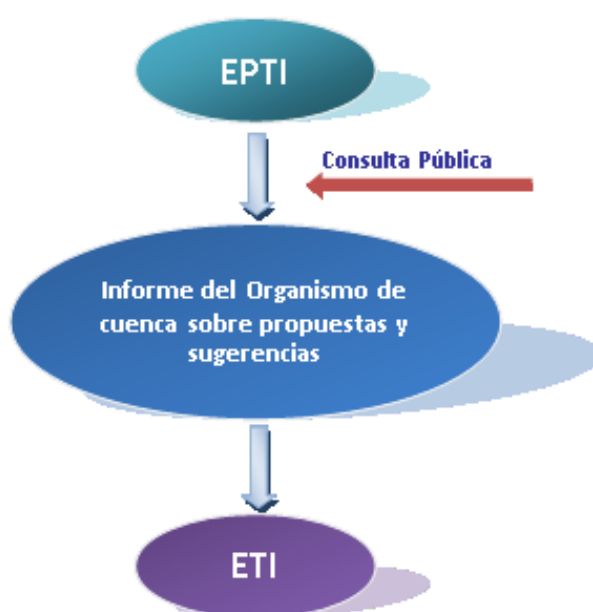 EPTI
Consulta Pública
Informe del Organismo de
cuenca sobre propuestas y
sugerencias
ETI